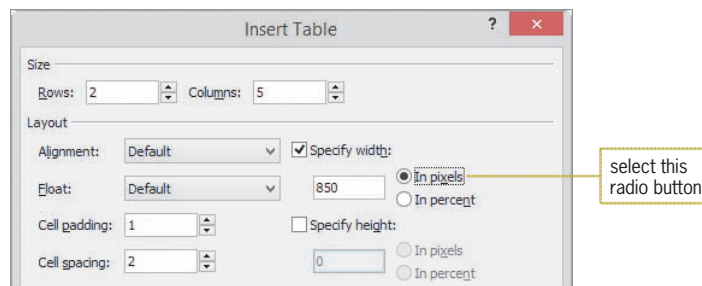 Insert Table ? ×
Size
Rows: 2 Columns: 5
Layout
Alignment: Default Specify width:
Float: Default 850 In pixels
In percent
Cell padding: 1 Specify height:
Cell spacing: 2 0 In pixels
In percent
select this
radio button